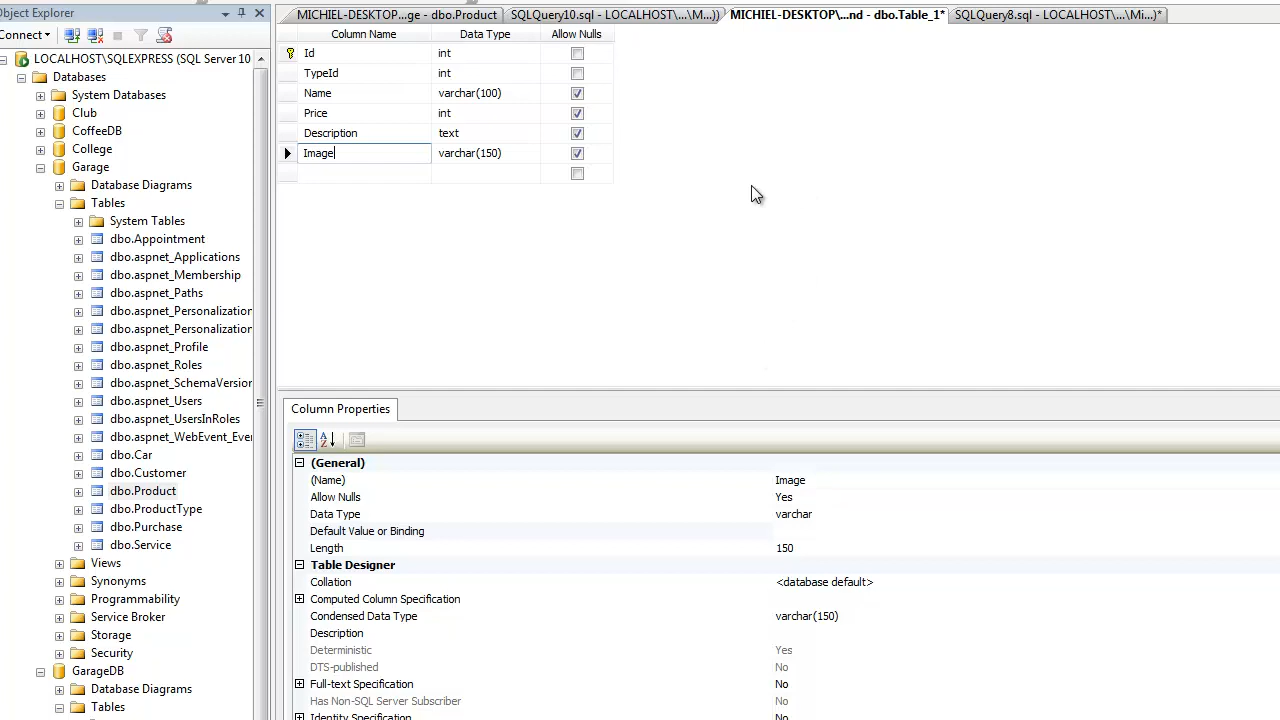 Object Explorer
Connect
LOCALHOST\SQLEXPRESS (SQL Server 10
Databases
System Databases
Club
CoffeeDB
College
Garage
Database Diagrams
Tables
System Tables
dbo.Appointment
dbo.aspnet_Applications
dbo.aspnet_Membership
dbo.aspnet_Paths
dbo.aspnet_Personalization
dbo.aspnet_Personalization
dbo.aspnet_Profile
dbo.aspnet_Roles
dbo.aspnet_SchemaVersion
dbo.aspnet_Users
dbo.aspnet_UsersInRoles
dbo.aspnet_WebEvent_Eve
dbo.Car
dbo.Customer
dbo.Product
dbo.ProductType
dbo.Purchase
dbo.Service
Views
Synonyms
Programmability
Service Broker
Storage
Security
GarageDB
Database Diagrams
Tables
MICHIEL-DESKTOP...ge - dbo.Product SQLQuery10.sql - LOCALHOST\...\M...)) MICHIEL-DESKTOP\...nd - dbo.Table_1* SQLQuery8.sql - LOCALHOST\...\Mi...)*
Column Name Data Type Allow Nulls
Id int
TypeId int
Name varchar(100)
Price int
Description text
Image varchar(150)
Column Properties
A Z
(General)
(Name) Image
Allow Nulls Yes
Data Type varchar
Default Value or Binding
Length 150
Table Designer
Collation <database default>
Computed Column Specification
Condensed Data Type varchar(150)
Description
Deterministic Yes
DTS-published No
Full-text Specification No
Has Non-SQL Server Subscriber No
Identity Specification No